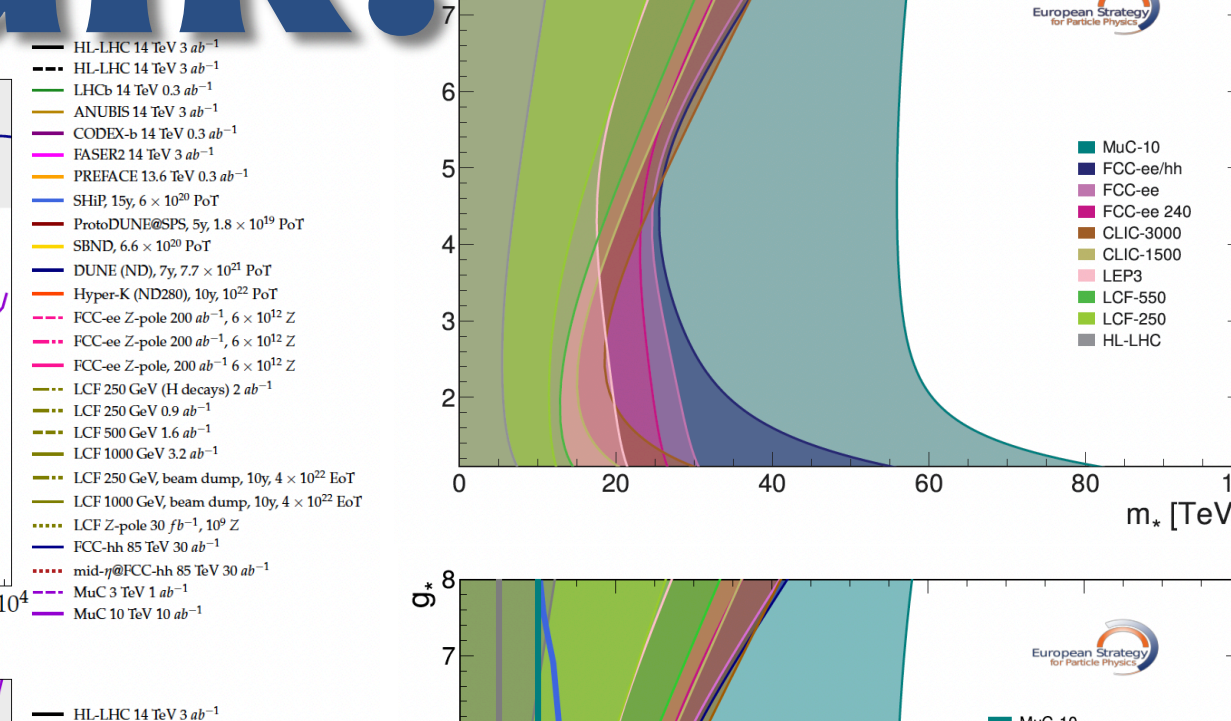 HL-LHC 14 TeV 3 ab⁻¹
HL-LHC 14 TeV 3 ab⁻¹
LHCb 14 TeV 0.3 ab⁻¹
ANUBIS 14 TeV 3 ab⁻¹
CODEX-b 14 TeV 0.3 ab⁻¹
FASER2 14 TeV 3 ab⁻¹
PREFACE 13.6 TeV 0.3 ab⁻¹
SHiP, 15y, 6 × 10²⁰ PoT
ProtoDUNE@SPS, 5y, 1.8 × 10¹⁹ PoT
SBND, 6.6 × 10²⁰ PoT
DUNE (ND), 7y, 7.7 × 10²¹ PoT
Hyper-K (ND280), 10y, 10²² PoT
FCC-ee Z-pole 200 ab⁻¹, 6 × 10¹² Z
FCC-ee Z-pole 200 ab⁻¹, 6 × 10¹² Z
FCC-ee Z-pole, 200 ab⁻¹ 6 × 10¹² Z
LCF 250 GeV (H decays) 2 ab⁻¹
LCF 250 GeV 0.9 ab⁻¹
LCF 500 GeV 1.6 ab⁻¹
LCF 1000 GeV 3.2 ab⁻¹
LCF 250 GeV, beam dump, 10y, 4 × 10²² EoT
LCF 1000 GeV, beam dump, 10y, 4 × 10²² EoT
LCF Z-pole 30 fb⁻¹, 10⁹ Z
FCC-hh 85 TeV 30 ab⁻¹
mid-η@FCC-hh 85 TeV 30 ab⁻¹
MuC 3 TeV 1 ab⁻¹
MuC 10 TeV 10 ab⁻¹
10⁴
HL-LHC 14 TeV 3 ab⁻¹
7
6
5
4
3
2
0 20 40 60 80 1
m* [TeV
European Strategy
for Particle Physics
MuC-10
FCC-ee/hh
FCC-ee
FCC-ee 240
CLIC-3000
CLIC-1500
LEP3
LCF-550
LCF-250
HL-LHC
g*
8
7
European Strategy
for Particle Physics
MuC-10